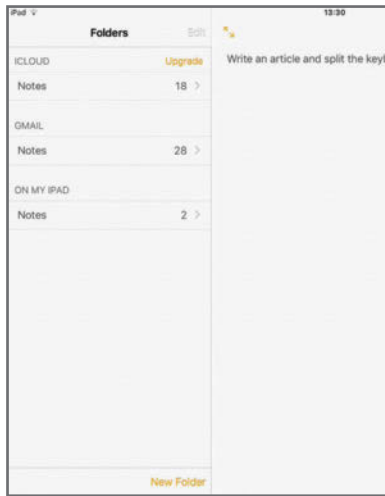 iPad 13:30
Folders Edit
ICLOUD Upgrade
Notes 18
GMAIL
Notes 28
ON MY IPAD
Notes 2
New Folder
Write an article and split the keyl